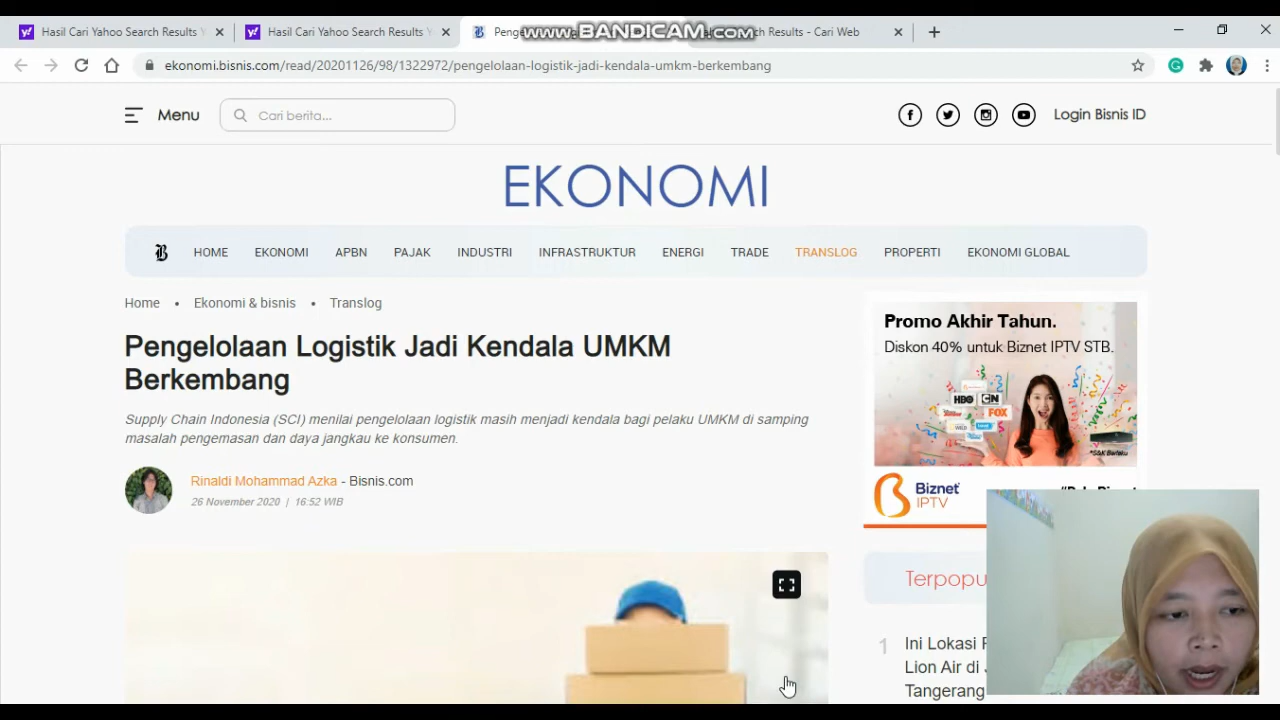 Hasil Cari Yahoo Search Results
Hasil Cari Yahoo Search Results
www.BANDICAM.com
Search Results - Cari Web
ekonomi.bisnis.com/read/20201126/98/1322972/pengelolaan-logistik-jadi-kendala-umkm-berkembang
Menu
Cari berita...
Login Bisnis ID
EKONOMI
HOME EKONOMI APBN PAJAK INDUSTRI INFRASTRUKTUR ENERGI TRADE TRANSLOG PROPERTI EKONOMI GLOBAL
Home • Ekonomi & bisnis • Translog
Pengelolaan Logistik Jadi Kendala UMKM
Berkembang
Supply Chain Indonesia (SCI) menilai pengelolaan logistik masih menjadi kendala bagi pelaku UMKM di samping
masalah pengemasan dan daya jangkau ke konsumen.
Rinaldi Mohammad Azka - Bisnis.com
26 November 2020 | 16:52 WIB
Promo Akhir Tahun.
Diskon 40% untuk Biznet IPTV STB.
HBO CN
FOX
*S&K Berlaku
Biznet
IPTV
Terpopu
1
Ini Lokasi
Lion Air di
Tangerang